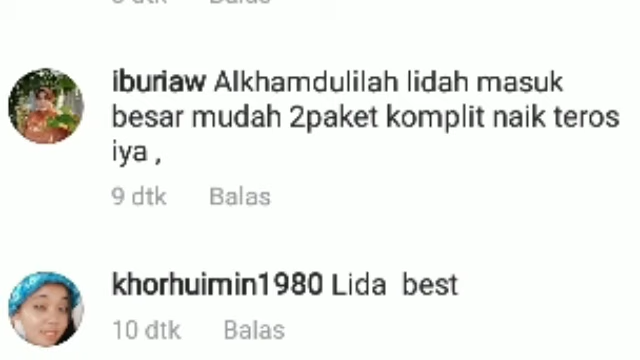 iburiaw Alkhamdulilah lidah masuk
besar mudah 2paket komplit naik teros
iya ,
9 dtk Balas
khorhuimin1980 Lida best
10 dtk Balas